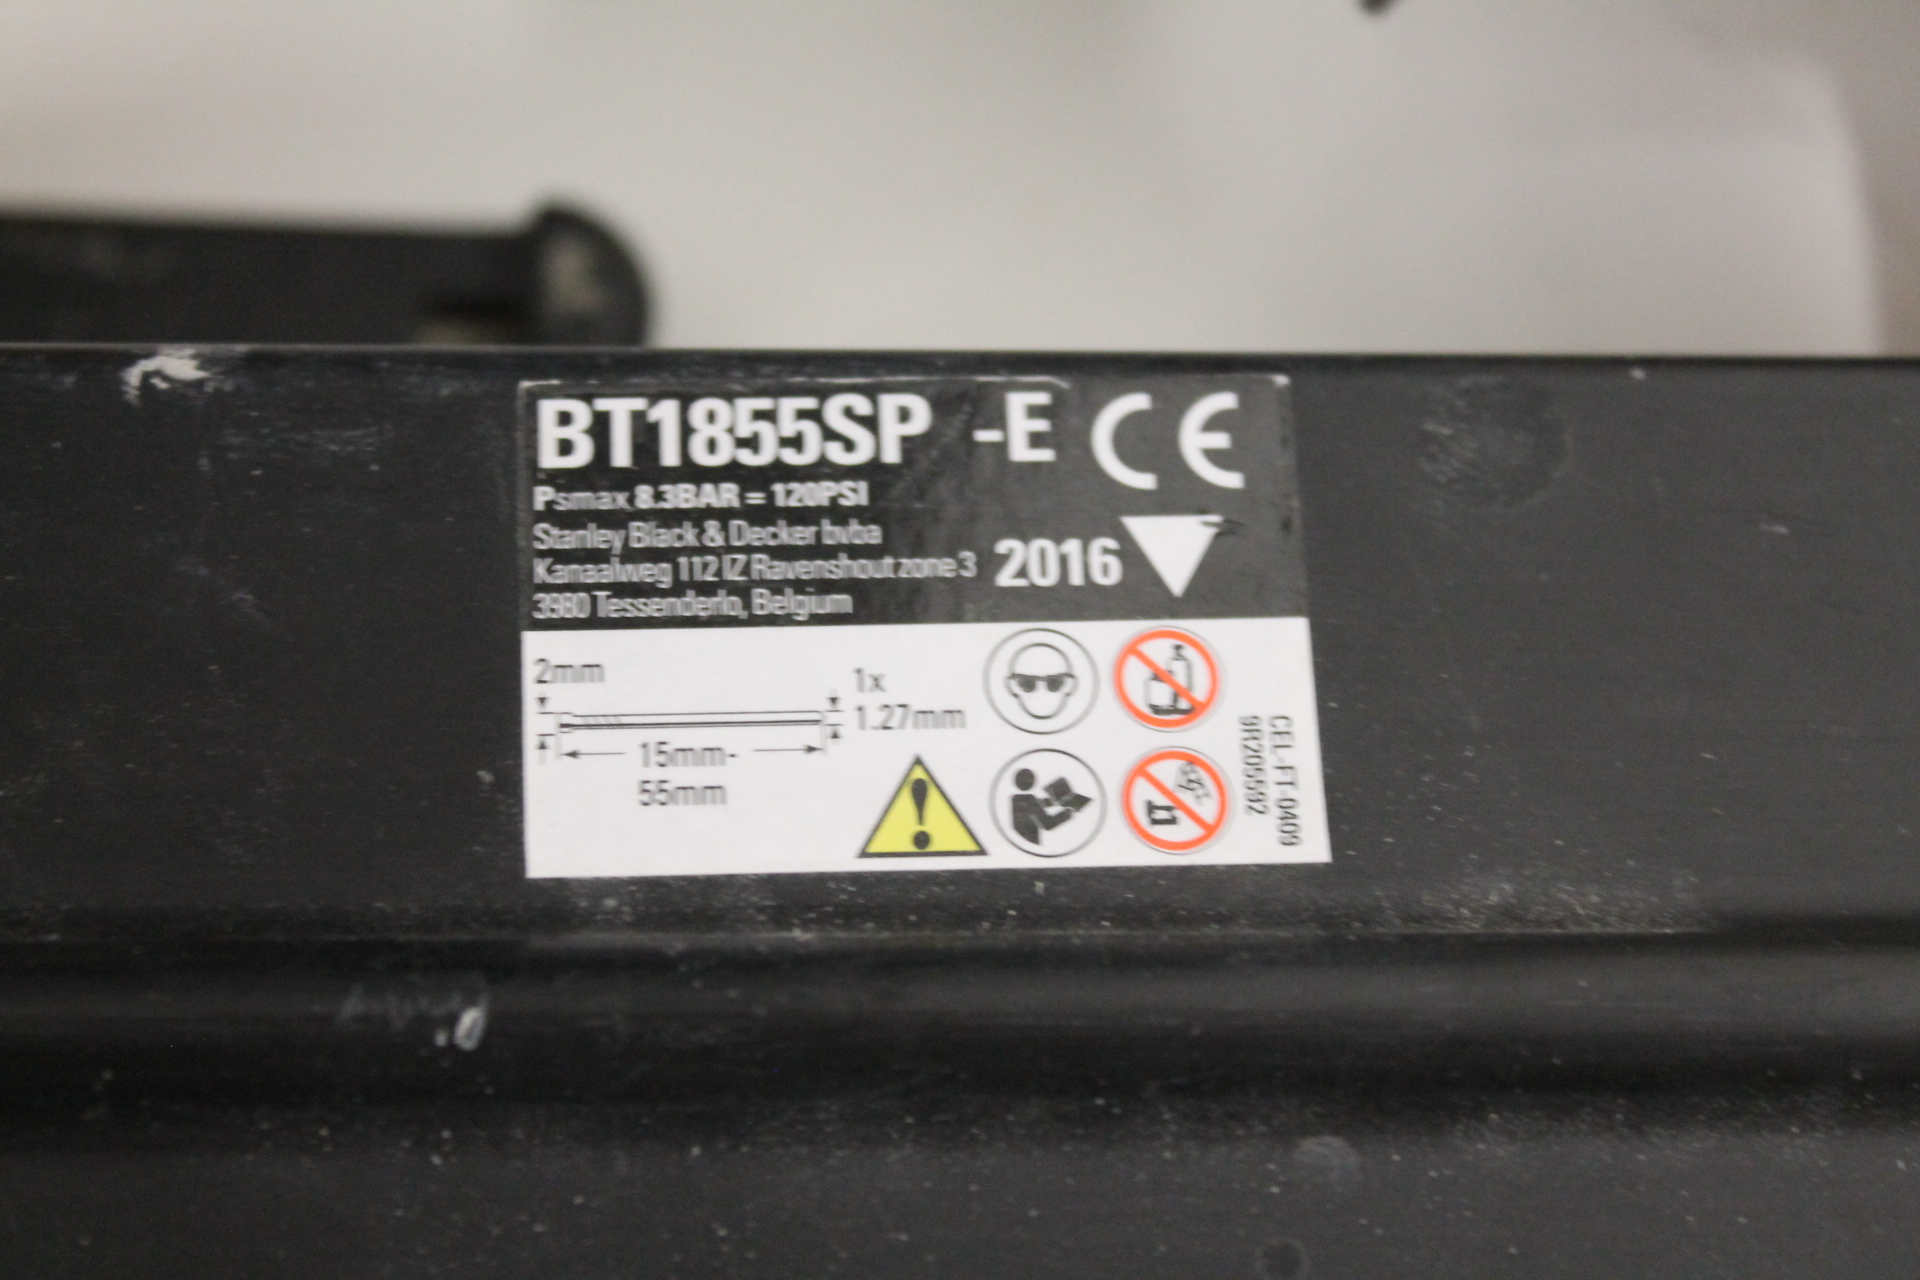 BT1855SP -E CE
Psmax 8.3BAR = 120PSI
Stanley Black & Decker bvba
Kanaalweg 112 IZ Ravenshout zone 3
3980 Tessenderlo, Belgium
2016
2mm
1x
1.27mm
15mm-
55mm
CEL-FT-0409
9R205592